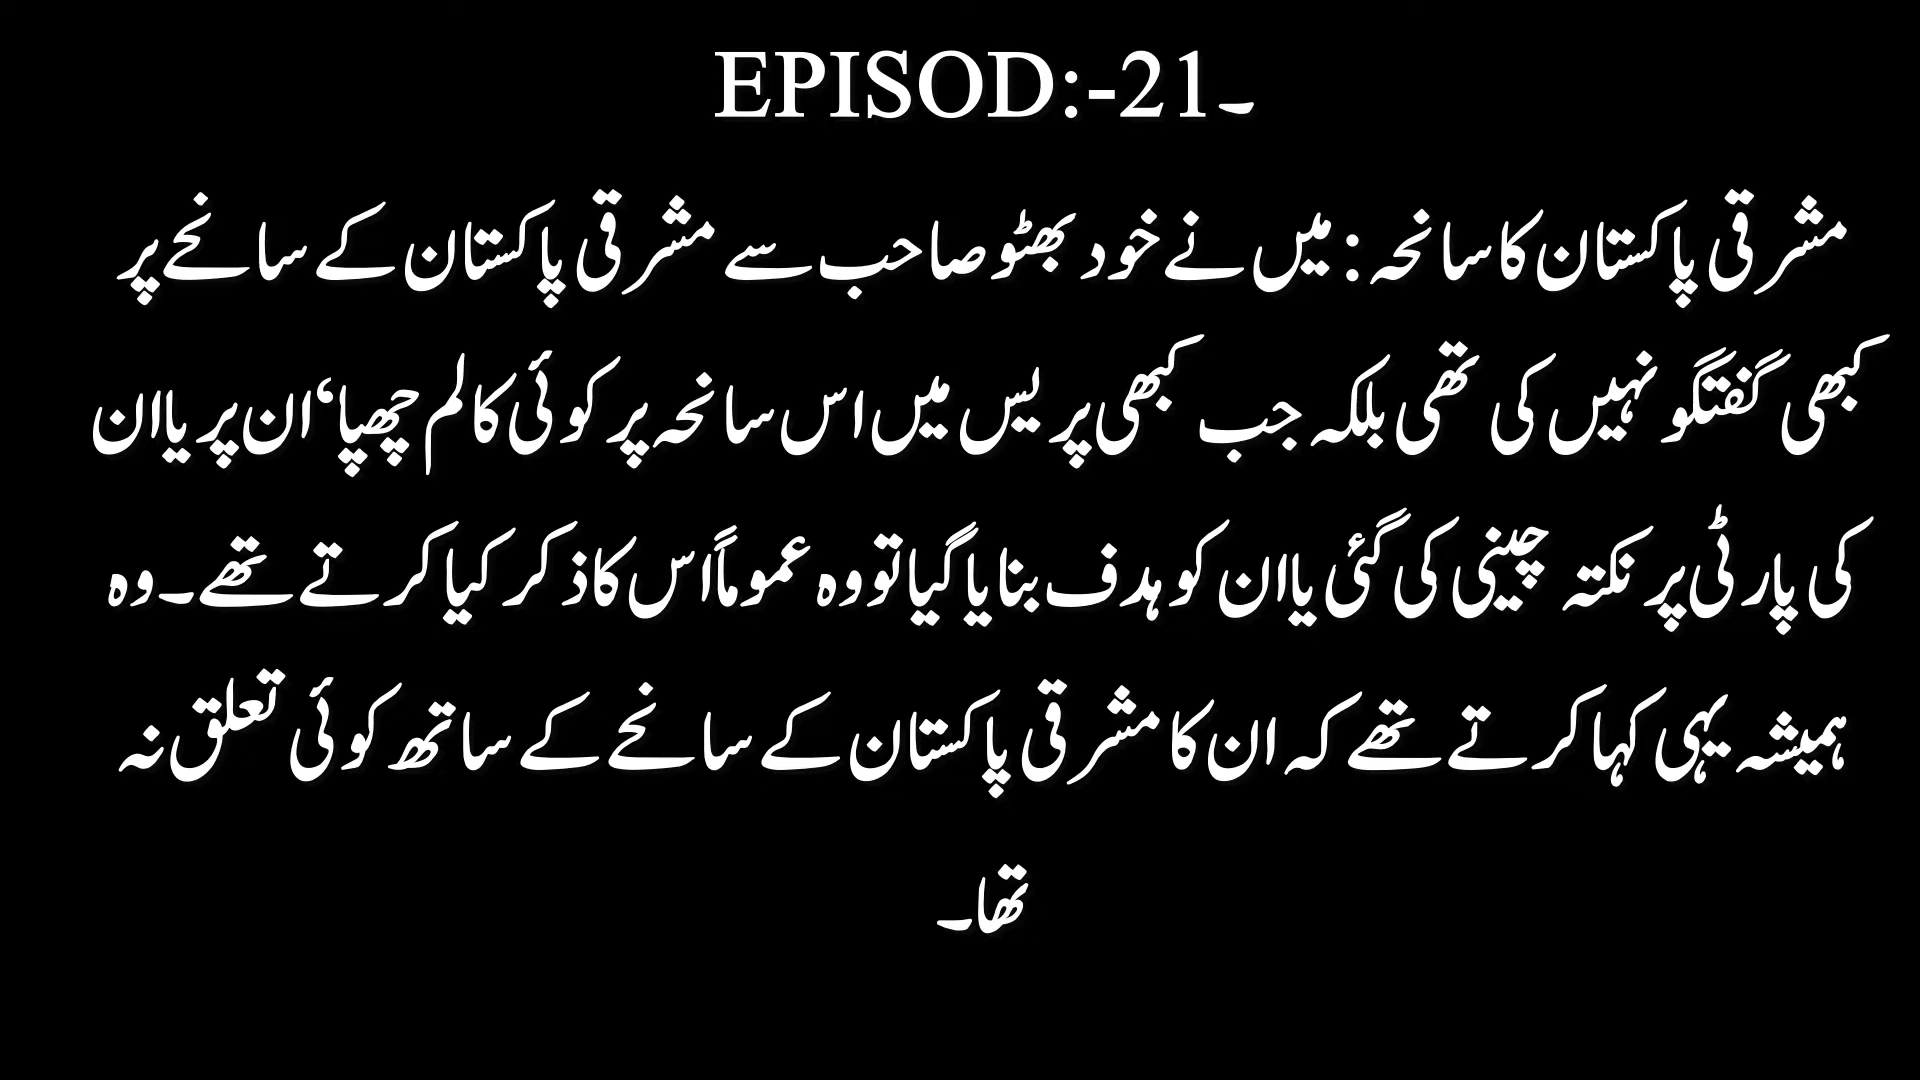 EPISOD:-21۔
مشرقی پاکستان کا سانحہ: میں نے خود بھٹو صاحب سے مشرقی پاکستان کے سانحے پر
کبھی گفتگو نہیں کی تھی بلکہ جب کبھی پریس میں اس سانحہ پر کوئی کالم چھپا‘ ان پر یا ان
کی پارٹی پر نکتہ چینی کی گئی یا ان کو ہدف بنایا گیا تو وہ عموماً اس کا ذکر کیا کرتے تھے۔ وہ
ہمیشہ یہی کہا کرتے تھے کہ ان کا مشرقی پاکستان کے سانحے کے ساتھ کوئی تعلق نہ
تھا۔